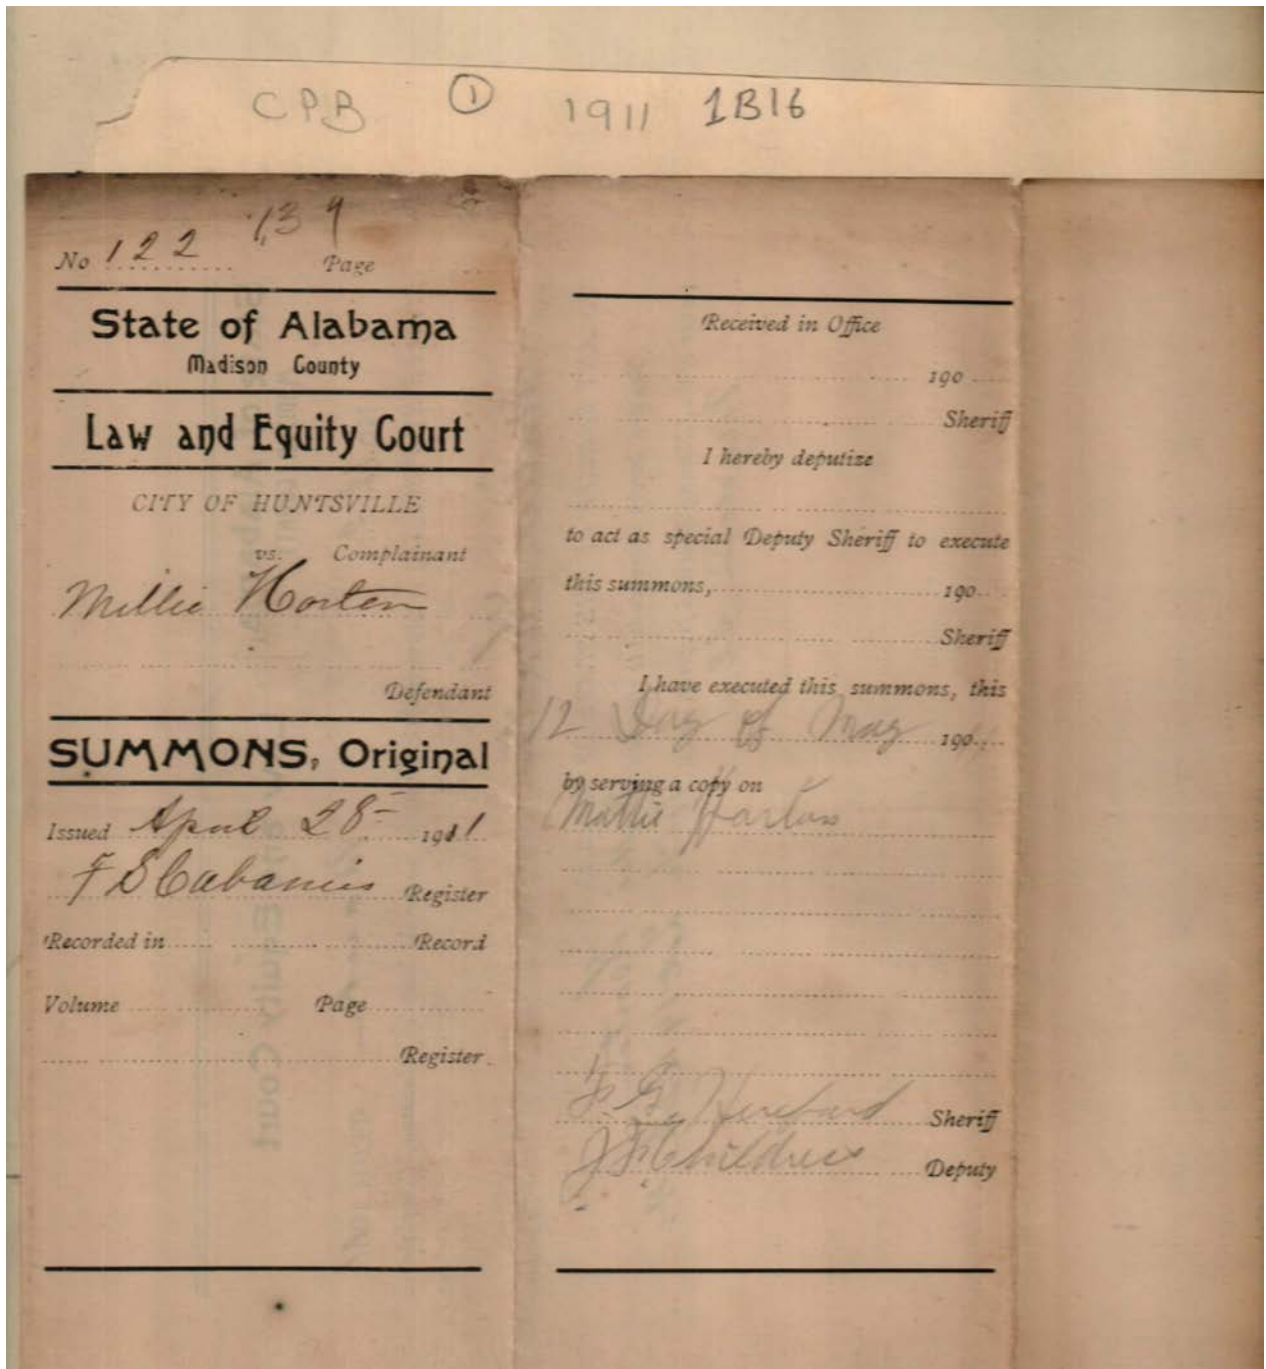 CPB ① 1911 1B16
139
No 122 Page
State of Alabama
Madison County
Law and Equity Court
CITY OF HUNTSVILLE
vs. Complainant
Millie Horton
Defendant
SUMMONS, Original
Issued April 28 1911
F S Cabaniss Register
Recorded in Record
Volume Page
Register
Received in Office
190
Sheriff
I hereby deputize
to act as special Deputy Sheriff to execute
this summons, 190
Sheriff
I have executed this summons, this
12 Day of May 190
by serving a copy on
Mattie Horton
Sheriff
J Childress Deputy